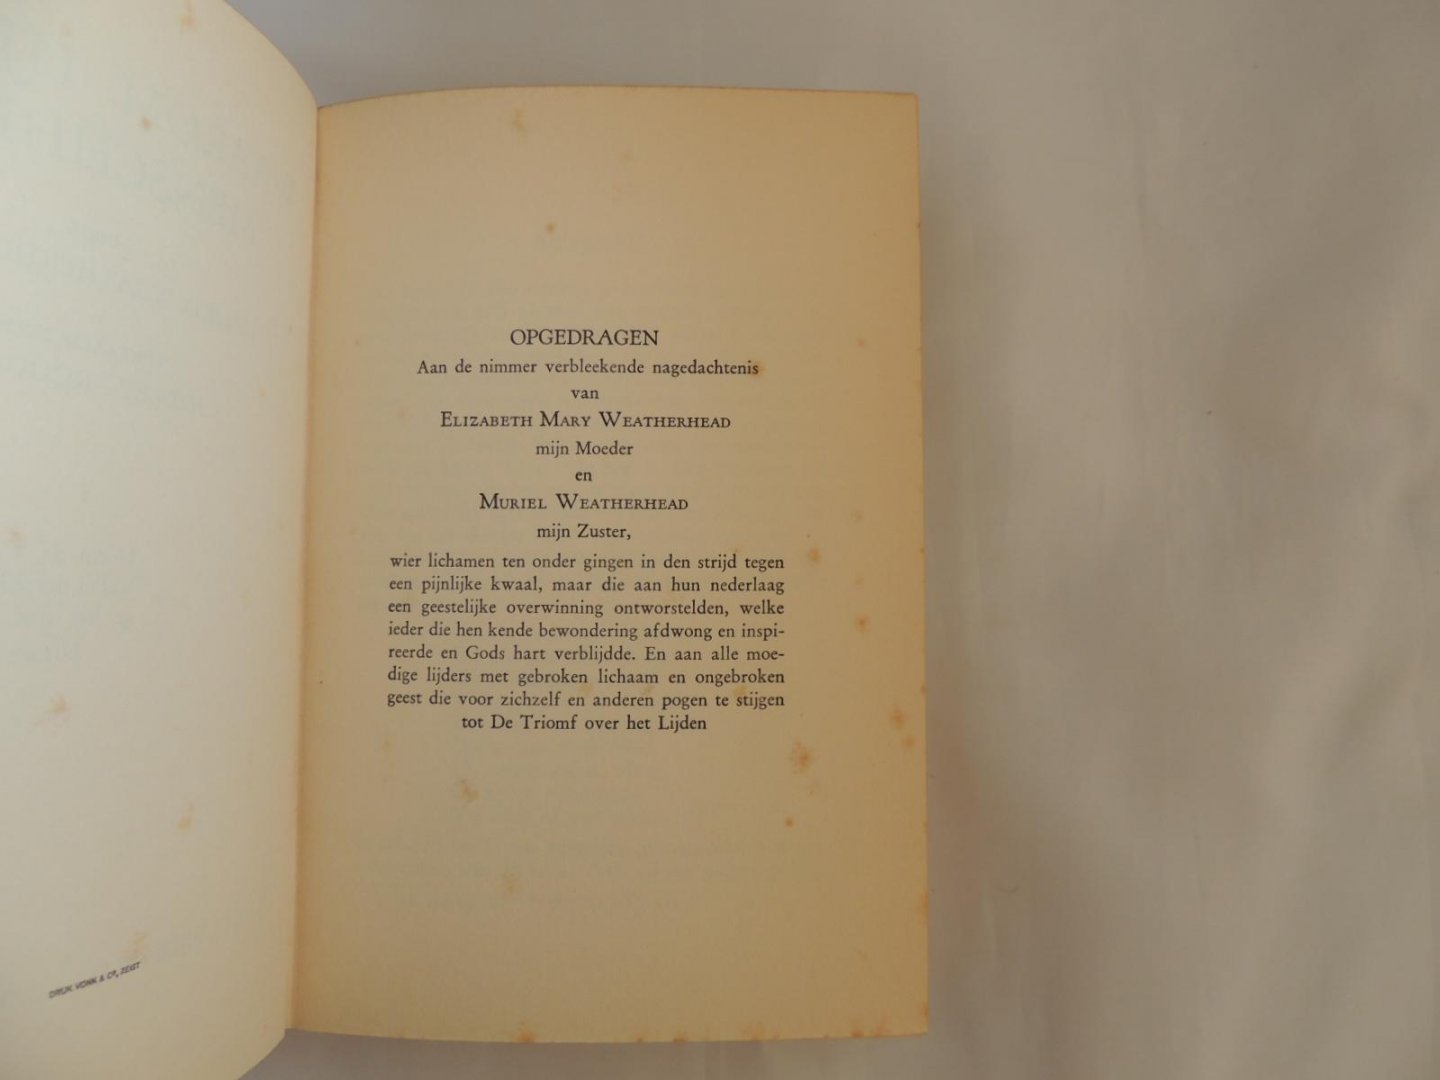 DRUK. VONK & Co., ZEIST
OPGEDRAGEN
Aan de nimmer verbleekende nagedachtenis
van
ELIZABETH MARY WEATHERHEAD
mijn Moeder
en
MURIEL WEATHERHEAD
mijn Zuster,
wier lichamen ten onder gingen in den strijd tegen
een pijnlijke kwaal, maar die aan hun nederlaag
een geestelijke overwinning ontworstelden, welke
ieder die hen kende bewondering afdwong en inspi-
reerde en Gods hart verblijdde. En aan alle moe-
dige lijders met gebroken lichaam en ongebroken
geest die voor zichzelf en anderen pogen te stijgen
tot De Triomf over het Lijden